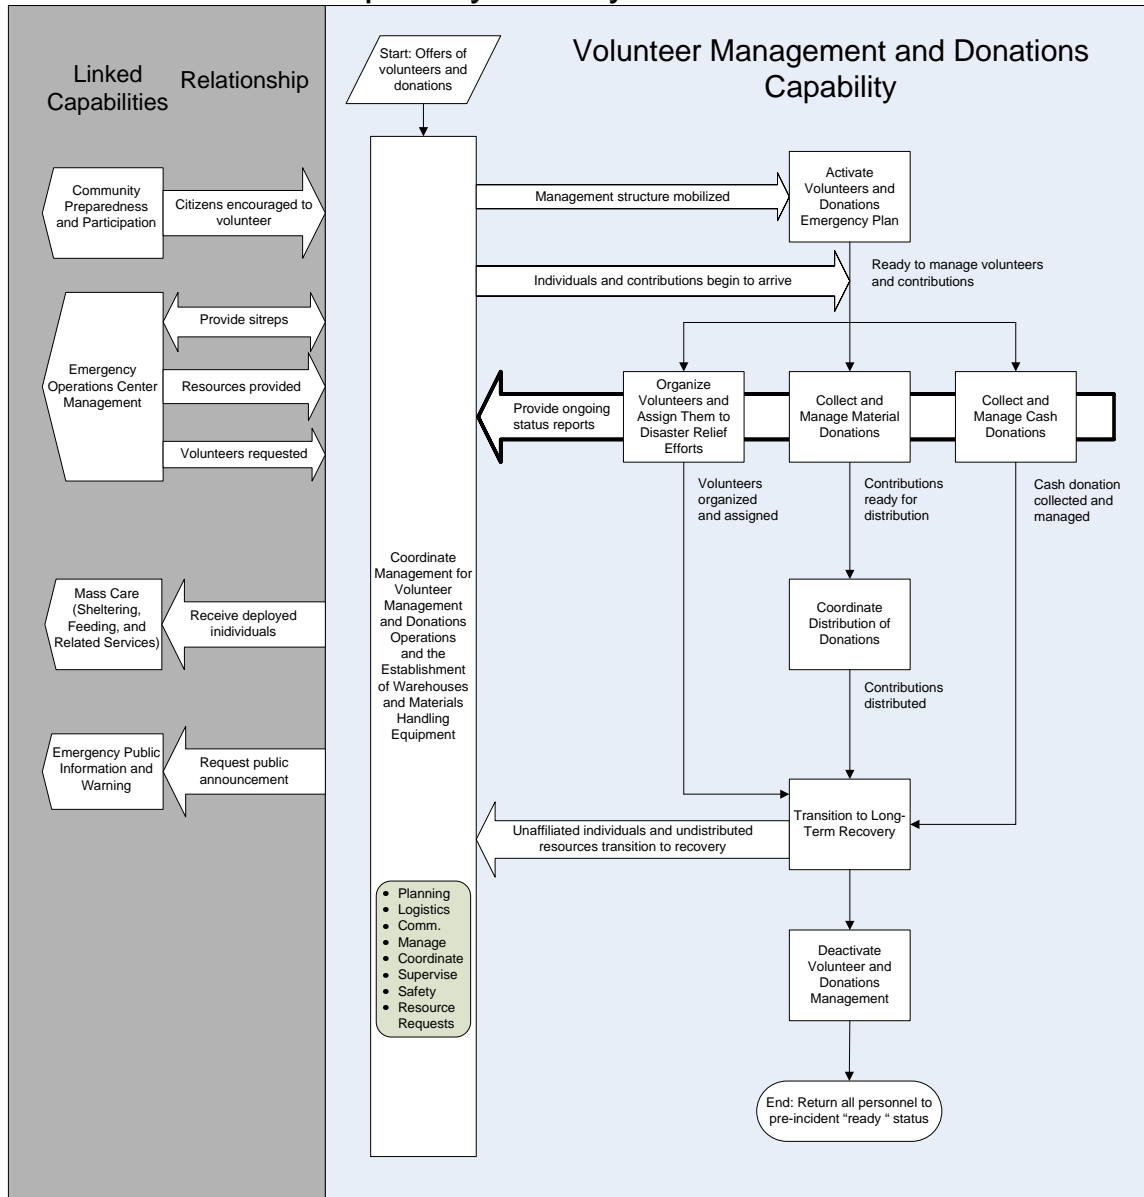 Linked
Capabilities
Relationship
Start: Offers of
volunteers and
donations
Volunteer Management and Donations
Capability
Community
Preparedness
and Participation
Citizens encouraged to
volunteer
Management structure mobilized
Activate
Volunteers and
Donations
Emergency Plan
Individuals and contributions begin to arrive
Ready to manage volunteers
and contributions
Provide sitreps
Emergency
Operations Center
Management
Resources provided
Volunteers requested
Provide ongoing
status reports
Organize
Volunteers and
Assign Them to
Disaster Relief
Efforts
Collect and
Manage Material
Donations
Collect and
Manage Cash
Donations
Volunteers
organized
and assigned
Contributions
ready for
distribution
Cash donation
collected and
managed
Coordinate
Management for
Volunteer
Management
and Donations
Operations
and the
Establishment
of Warehouses
and Materials
Handling
Equipment
Mass Care
(Sheltering,
Feeding, and
Related Services)
Receive deployed
inidividuals
Coordinate
Distribution of
Donations
Contributions
distributed
Emergency Public
Information and
Warning
Request public
announcement
Transition to Long-
Term Recovery
Unaffiliated individuals and undistributed
resources transition to recovery
• Planning
• Logistics
• Comm.
• Manage
• Coordinate
• Supervise
• Safety
• Resource
Requests
Deactivate
Volunteer and
Donations
Management
End: Return all personnel to
pre-incident “ready “ status